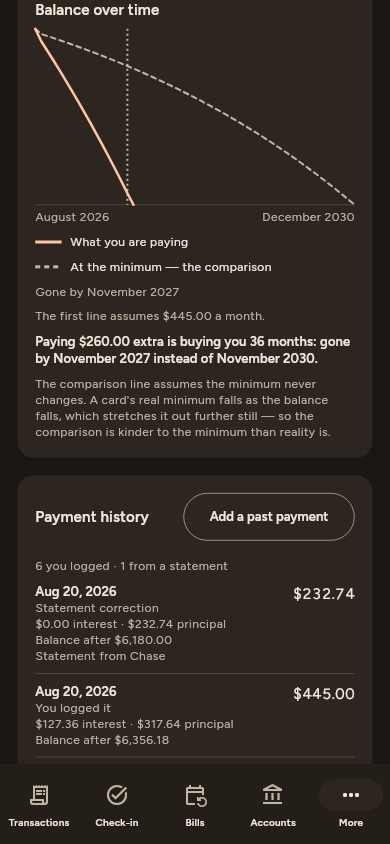 Balance over time
August 2026
December 2030
What you are paying
At the minimum — the comparison
Gone by November 2027
The first line assumes $445.00 a month.
Paying $260.00 extra is buying you 36 months: gone
by November 2027 instead of November 2030.
The comparison line assumes the minimum never
changes. A card's real minimum falls as the balance
falls, which stretches it out further still — so the
comparison is kinder to the minimum than reality is.
Payment history
Add a past payment
6 you logged · 1 from a statement
Aug 20, 2026
$232.74
Statement correction
$0.00 interest · $232.74 principal
Balance after $6,180.00
Statement from Chase
Aug 20, 2026
$445.00
You logged it
$127.36 interest · $317.64 principal
Balance after $6,356.18
Transactions
Check-in
Bills
Accounts
More